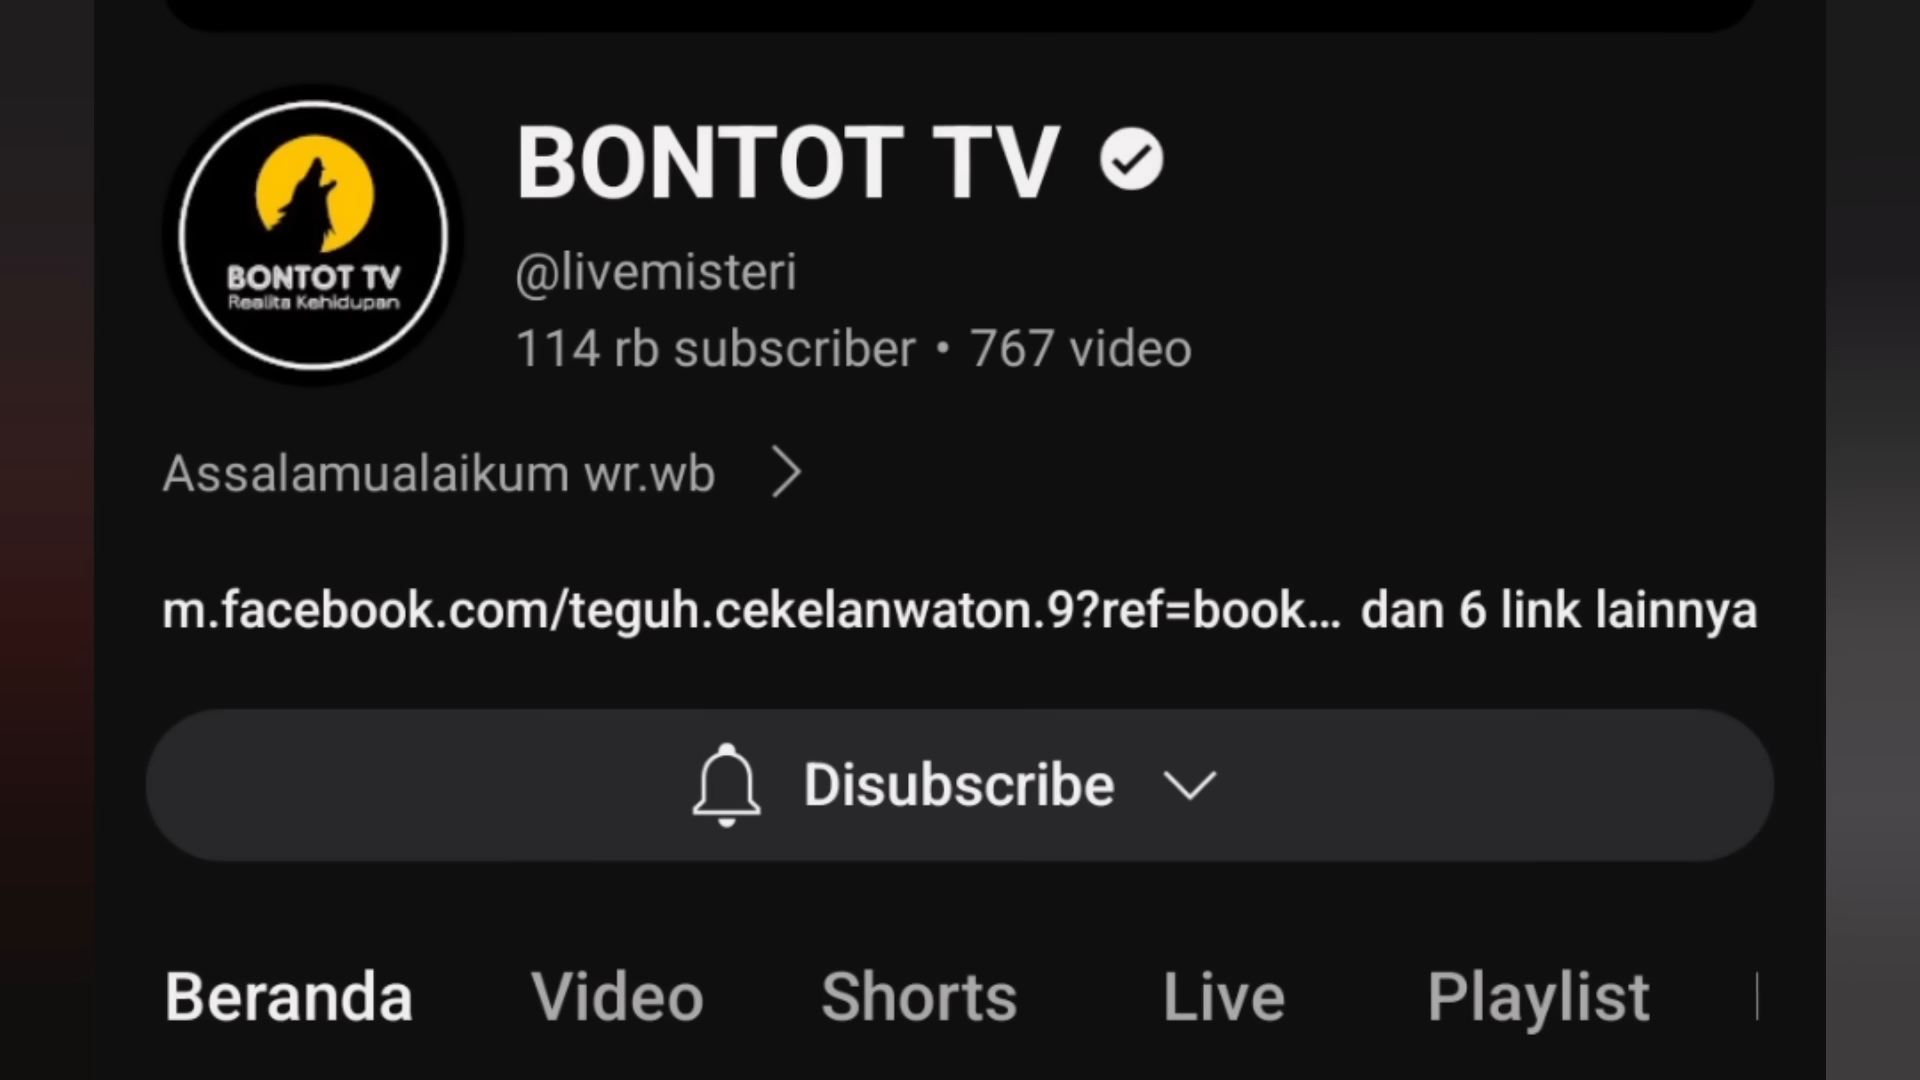 BONTOT TV
Realita Kehidupan
BONTOT TV
@livemisteri
114 rb subscriber • 767 video
Assalamualaikum wr.wb
m.facebook.com/teguh.cekelanwaton.9?ref=book... dan 6 link lainnya
Disubscribe
Beranda Video Shorts Live Playlist